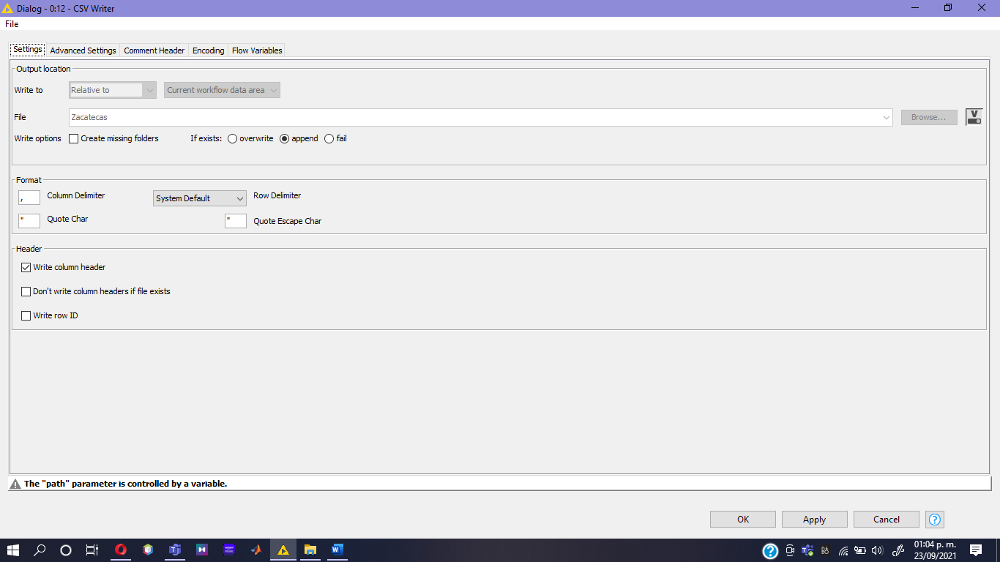 Dialog - 0:12 - CSV Writer
File
Settings Advanced Settings Comment Header Encoding Flow Variables
Output location
Write to Relative to Current workflow data area
File Zacatecas Browse... V
Write options Create missing folders If exists: overwrite append fail
Format
, Column Delimiter System Default Row Delimiter
" Quote Char " Quote Escape Char
Header
Write column header
Don't write column headers if file exists
Write row ID
The "path" parameter is controlled by a variable.
OK Apply Cancel ?
01:04 p. m.
23/09/2021